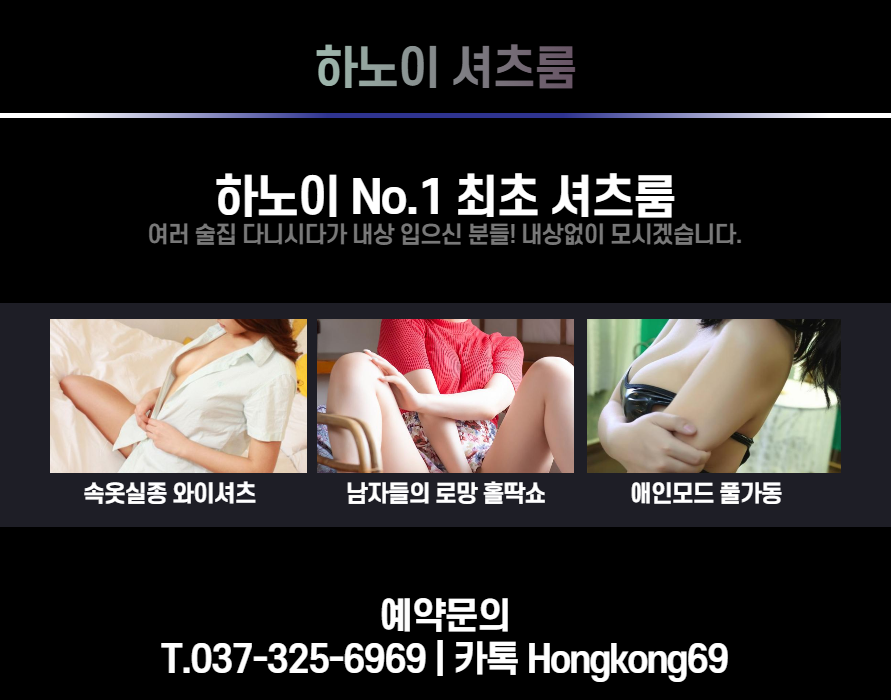 하노이 셔츠룸
하노이 No.1 최초 셔츠룸
여러 술집 다니시다가 내상 입으신 분들! 내상없이 모시겠습니다.
속옷실종 와이셔츠
남자들의 로망 홀딱쇼
애인모드 풀가동
예약문의
T.037-325-6969 | 카톡 Hongkong69